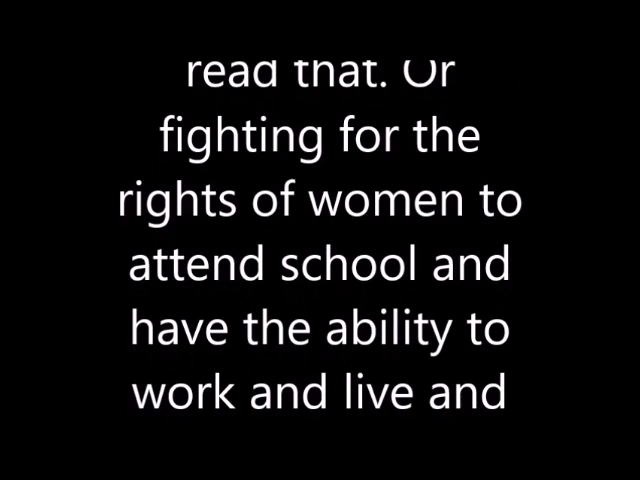 read that. Or
fighting for the
rights of women to
attend school and
have the ability to
work and live and